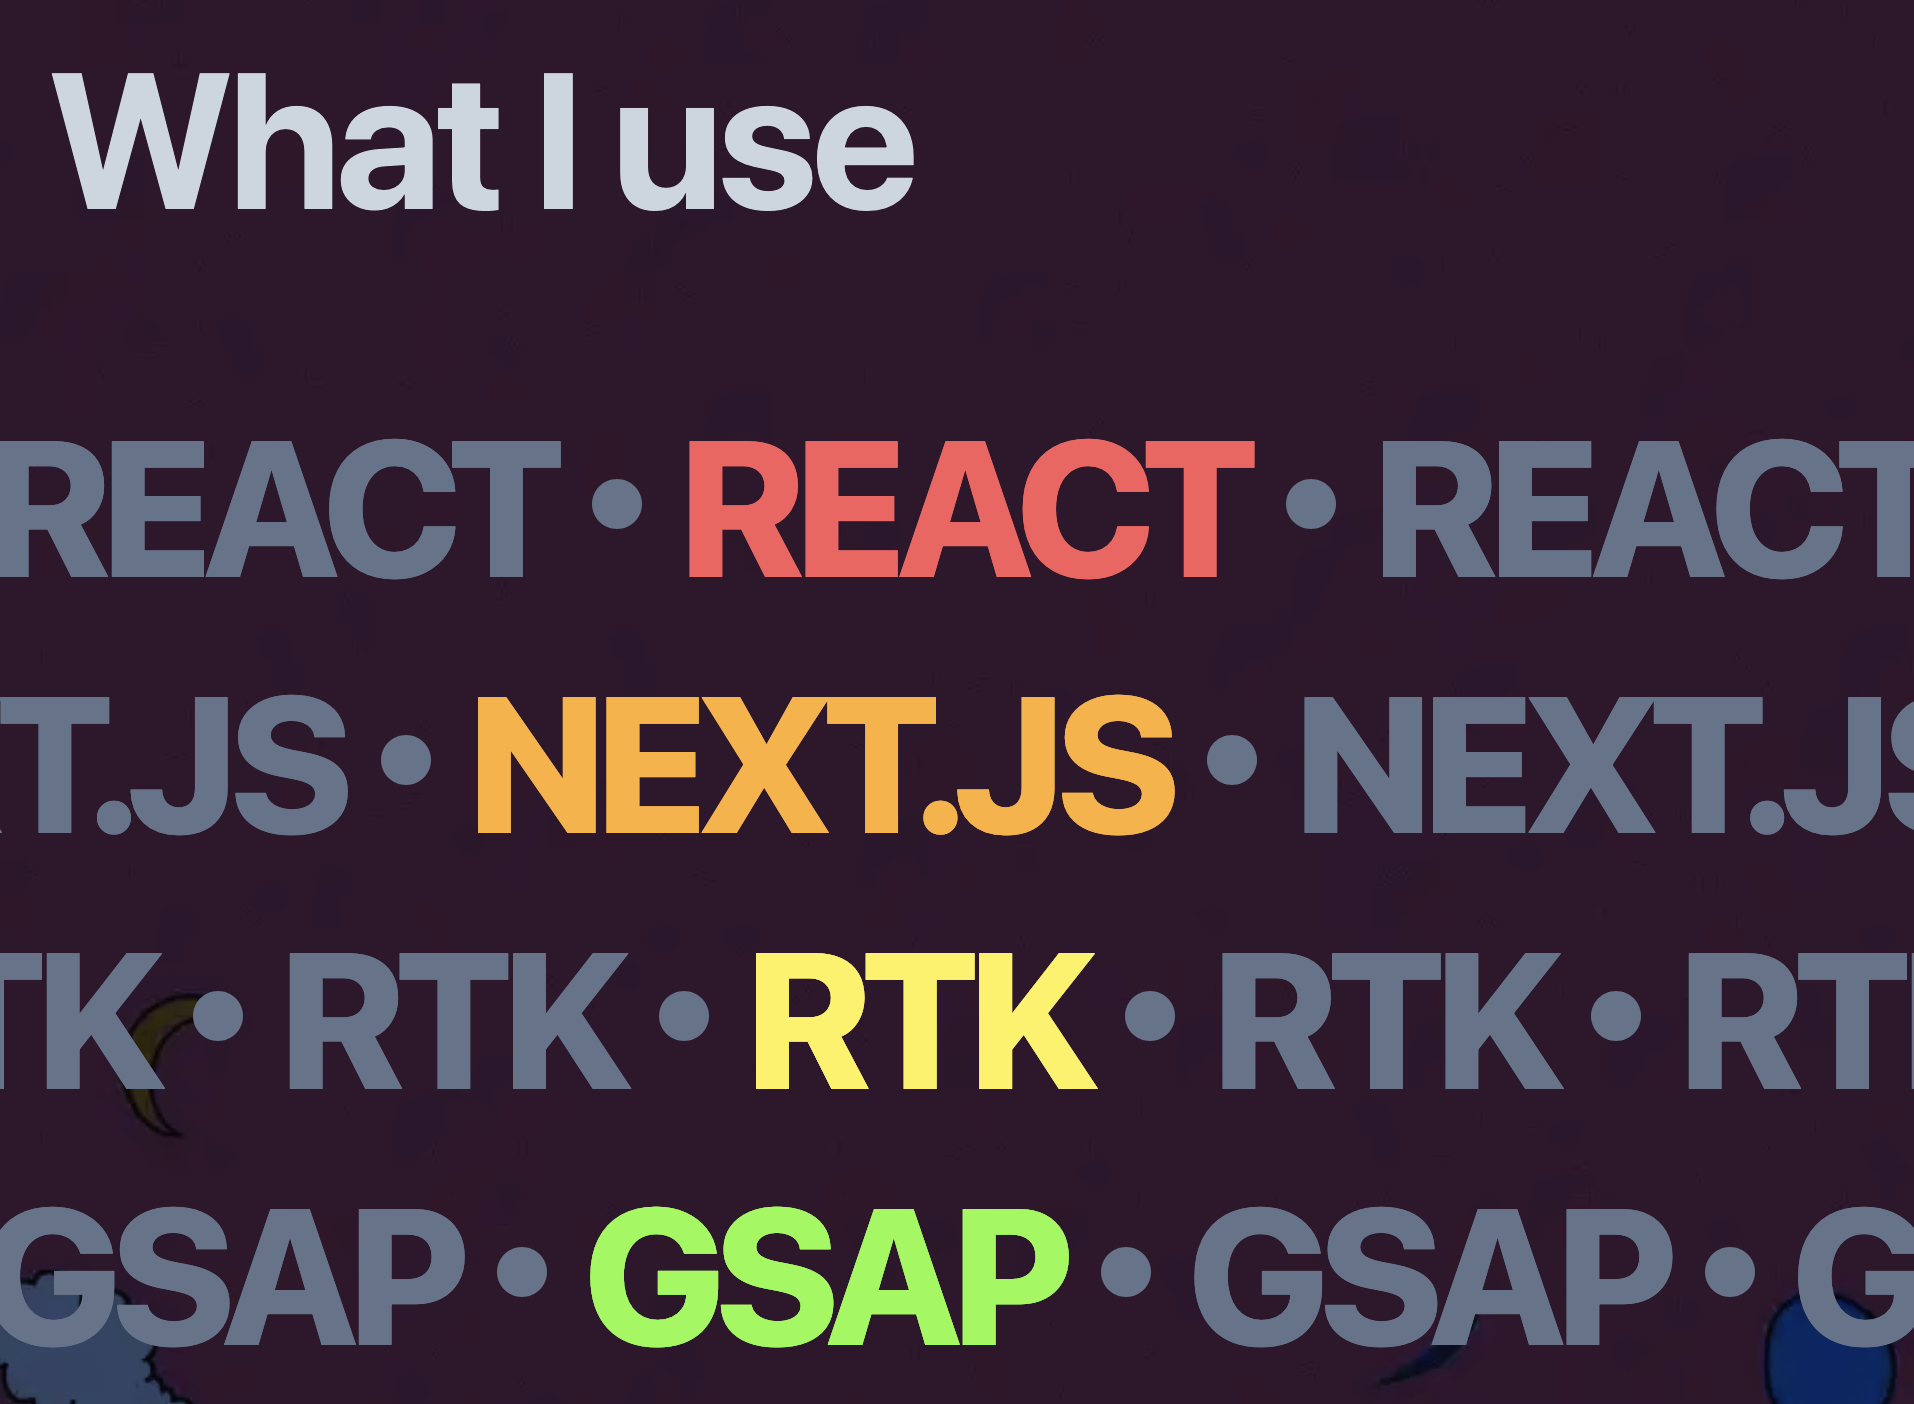 What I use
REACT • REACT • REACT
T.JS • NEXT.JS • NEXT.JS
TK • RTK • RTK • RTK • RT
GSAP • GSAP • GSAP • G